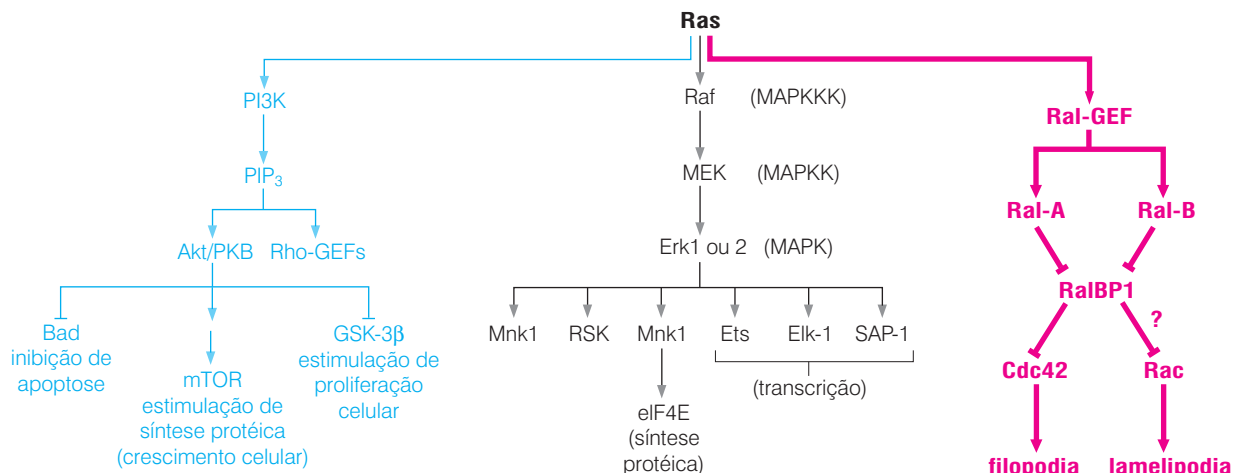 Ras
PI3K
PIP3
Akt/PKB Rho-GEFs
Bad
inibição de
apoptose
mTOR
estimulação de
síntese protéica
(crescimento celular)
GSK-3β
estimulação de
proliferação
celular
Raf (MAPKKK)
MEK (MAPKK)
Erk1 ou 2 (MAPK)
Mnk1 RSK Mnk1 Ets Elk-1 SAP-1
(transcrição)
eIF4E
(síntese
protéica)
Ral-GEF
Ral-A Ral-B
RalBP1
?
Cdc42 Rac
filopodia lamelipodia